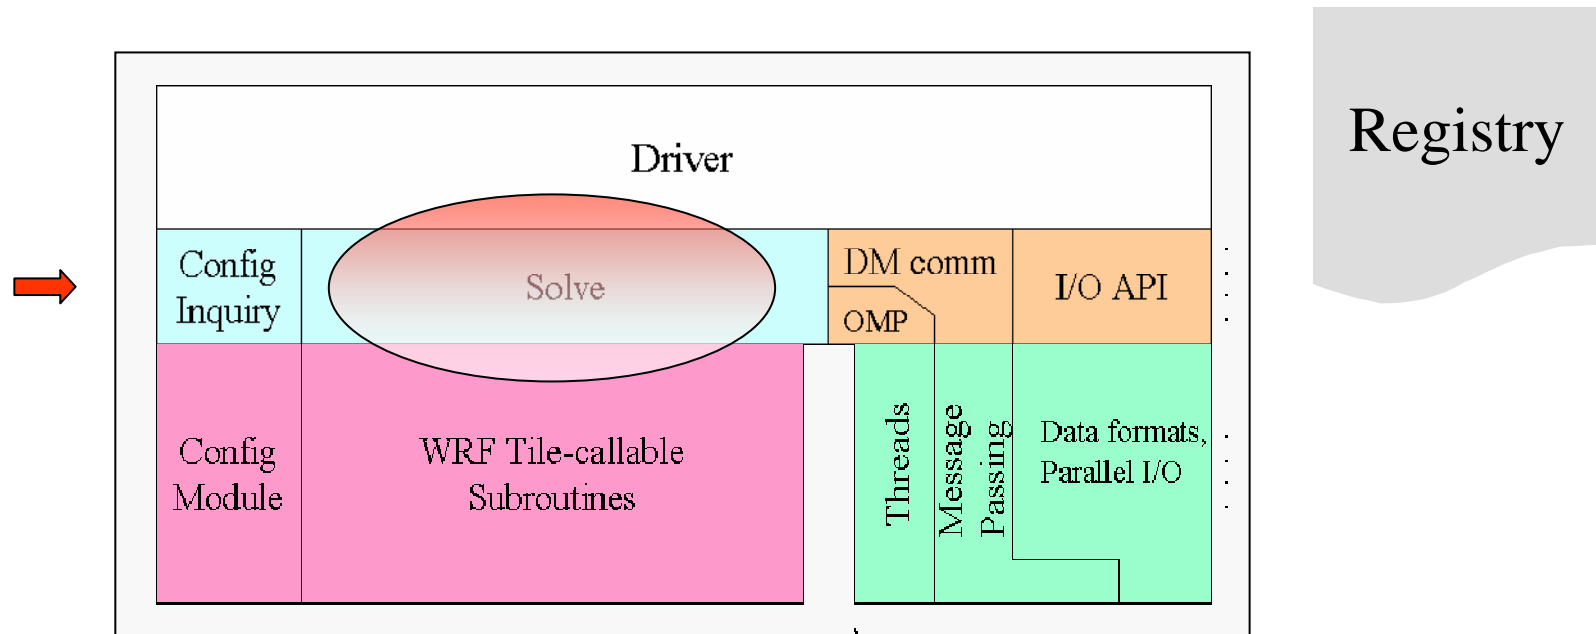 Registry
Driver
Config
Inquiry
Solve
DM comm
OMP
I/O API
Config
Module
WRF Tile-callable
Subroutines
Threads
Message
Passing
Data formats,
Parallel I/O